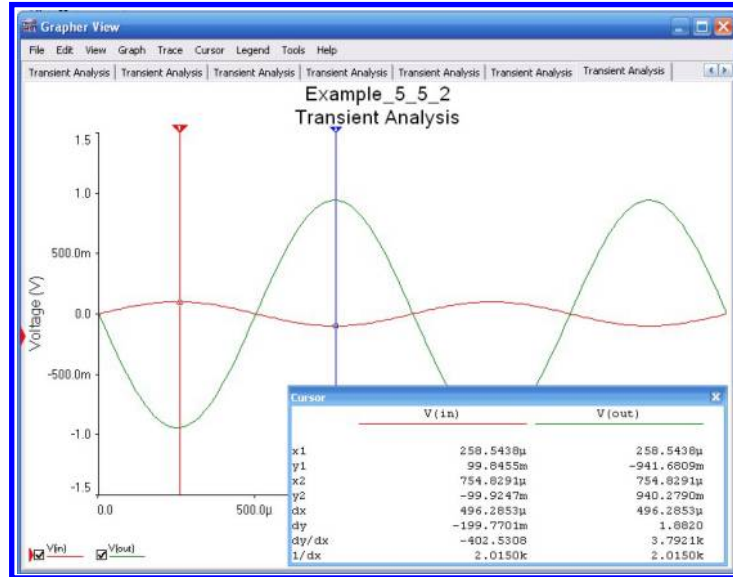 Grapher View
File Edit View Graph Trace Cursor Legend Tools Help
Transient Analysis Transient Analysis Transient Analysis Transient Analysis Transient Analysis Transient Analysis Transient Analysis
Example_5_5_2
Transient Analysis
1.5
1.0
500.0m
0.0
-500.0m
-1.0
-1.5
Voltage (V)
0.0 500.0µ
V(in) V(out)
Cursor
V(in) V(out)
x1 258.5438µ 258.5438µ
y1 99.8455m -941.6809m
x2 754.8291µ 754.8291µ
y2 -99.9247m 940.2790m
dx 496.2853µ 496.2853µ
dy -199.7701m 1.8820
dy/dx -402.5308 3.7921k
1/dx 2.0150k 2.0150k